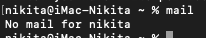 [nikita@iMac-Nikita ~ % mail
No mail for nikita
nikita@iMac-Nikita ~ %